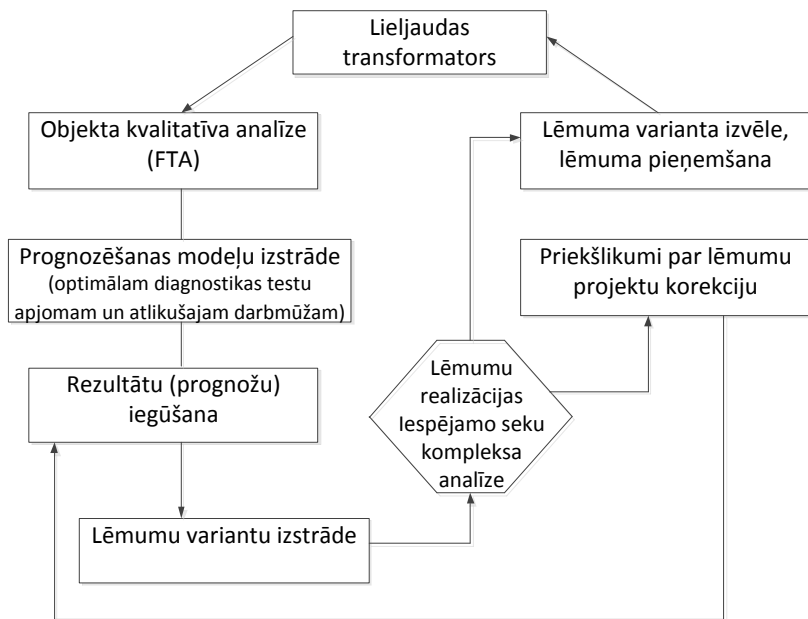 Lieljaudas
transformators
Objekta kvalitatīva analīze
(FTA)
Lēmuma varianta izvēle,
lēmuma pieņemšana
Prognozēšanas modeļu izstrāde
(optimālam diagnostikas testu
apjomam un atlikušajam darbmūžam)
Priekšlikumi par lēmumu
projektu korekciju
Rezultātu (prognožu)
iegūšana
Lēmumu
realizācijas
Iespējamo seku
kompleksa
analīze
Lēmumu variantu izstrāde